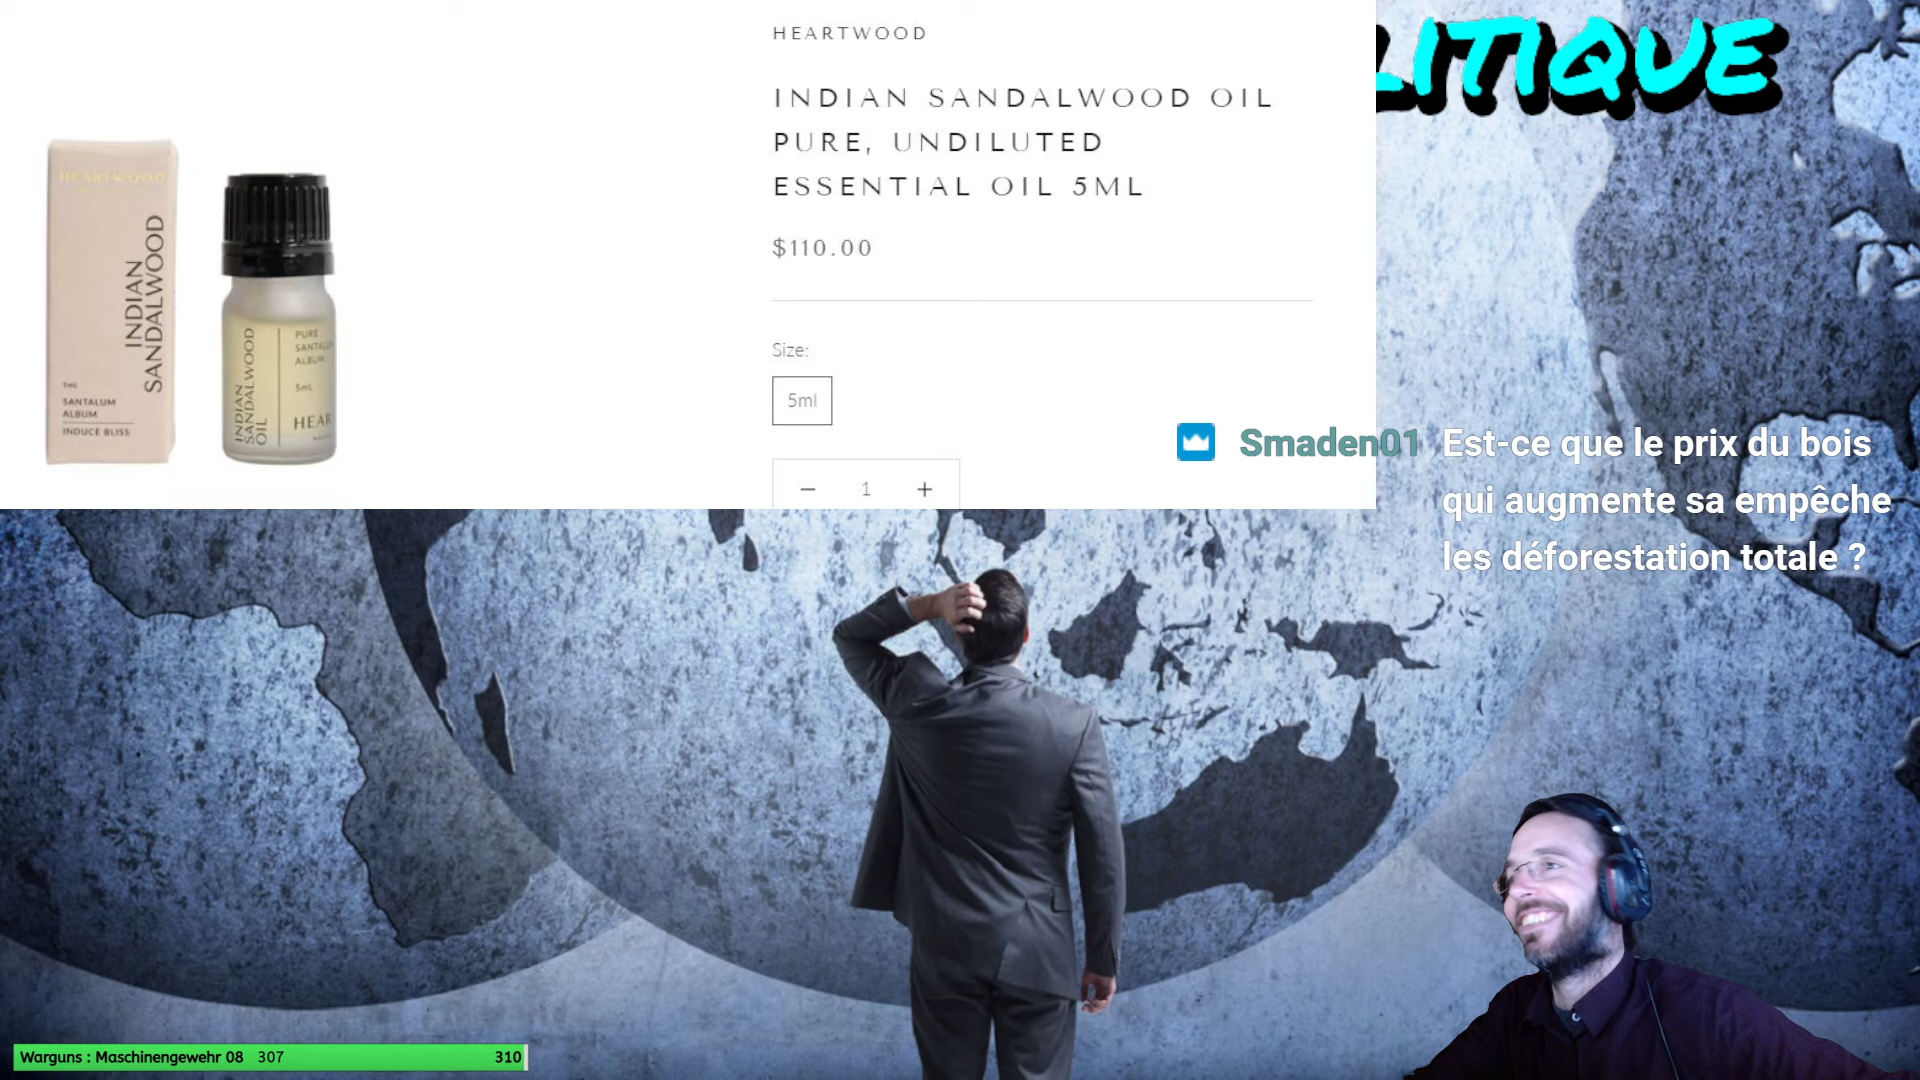 HEARTWOOD
LITIQUE
INDIAN SANDALWOOD OIL
PURE, UNDILUTED
ESSENTIAL OIL 5ML
$110.00
Size:
5ml
1
HEARTWOOD
INDIAN
SANDALWOOD
5mL
SANTALUM
ALBUM
INDUCE BLISS
INDIAN
SANDALWOOD
OIL
PURE
ALBUM
5mL
HEAR
Smaden01 Est-ce que le prix du bois
qui augmente sa empêche
les déforestation totale ?
Warguns : Maschinengewehr 08 307 310